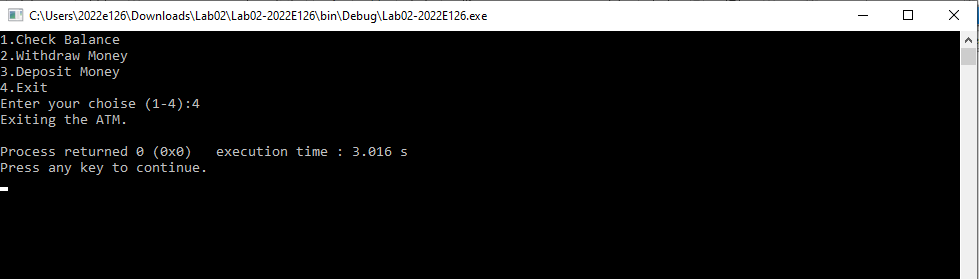 C:\Users\2022e126\Downloads\Lab02\Lab02-2022E126\bin\Debug\Lab02-2022E126.exe
1.Check Balance
2.Withdraw Money
3.Deposit Money
4.Exit
Enter your choise (1-4):4
Exiting the ATM.
Process returned 0 (0x0)   execution time : 3.016 s
Press any key to continue.